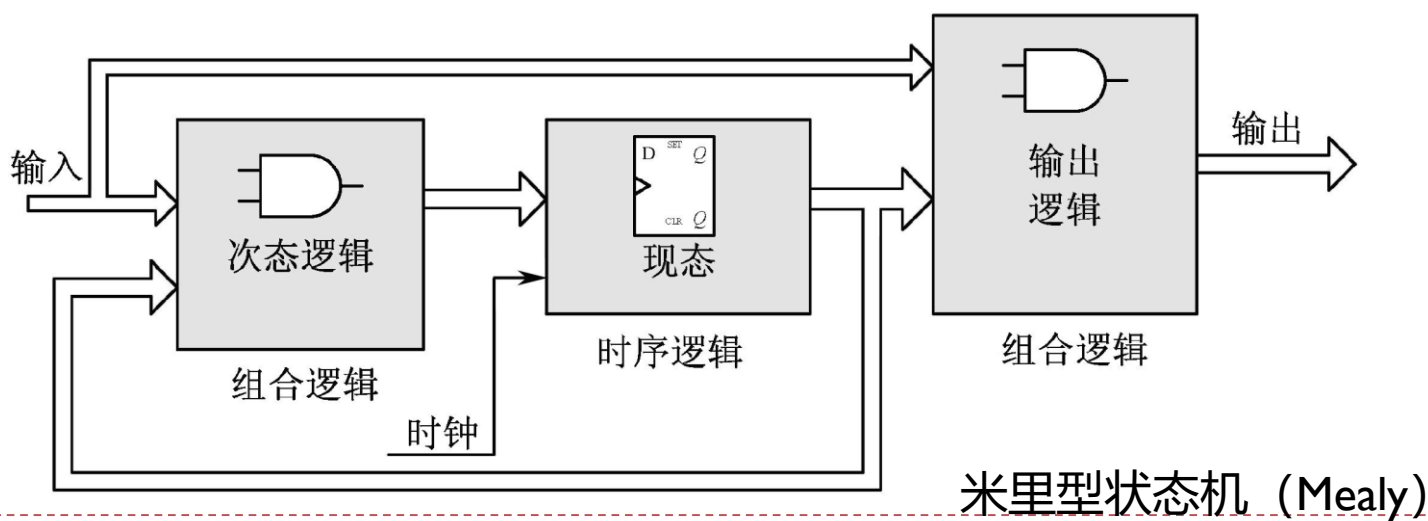 输入
次态逻辑
组合逻辑
时钟
D SET Q
CLR Q
现态
时序逻辑
输出
逻辑
组合逻辑
输出
米里型状态机（Mealy）